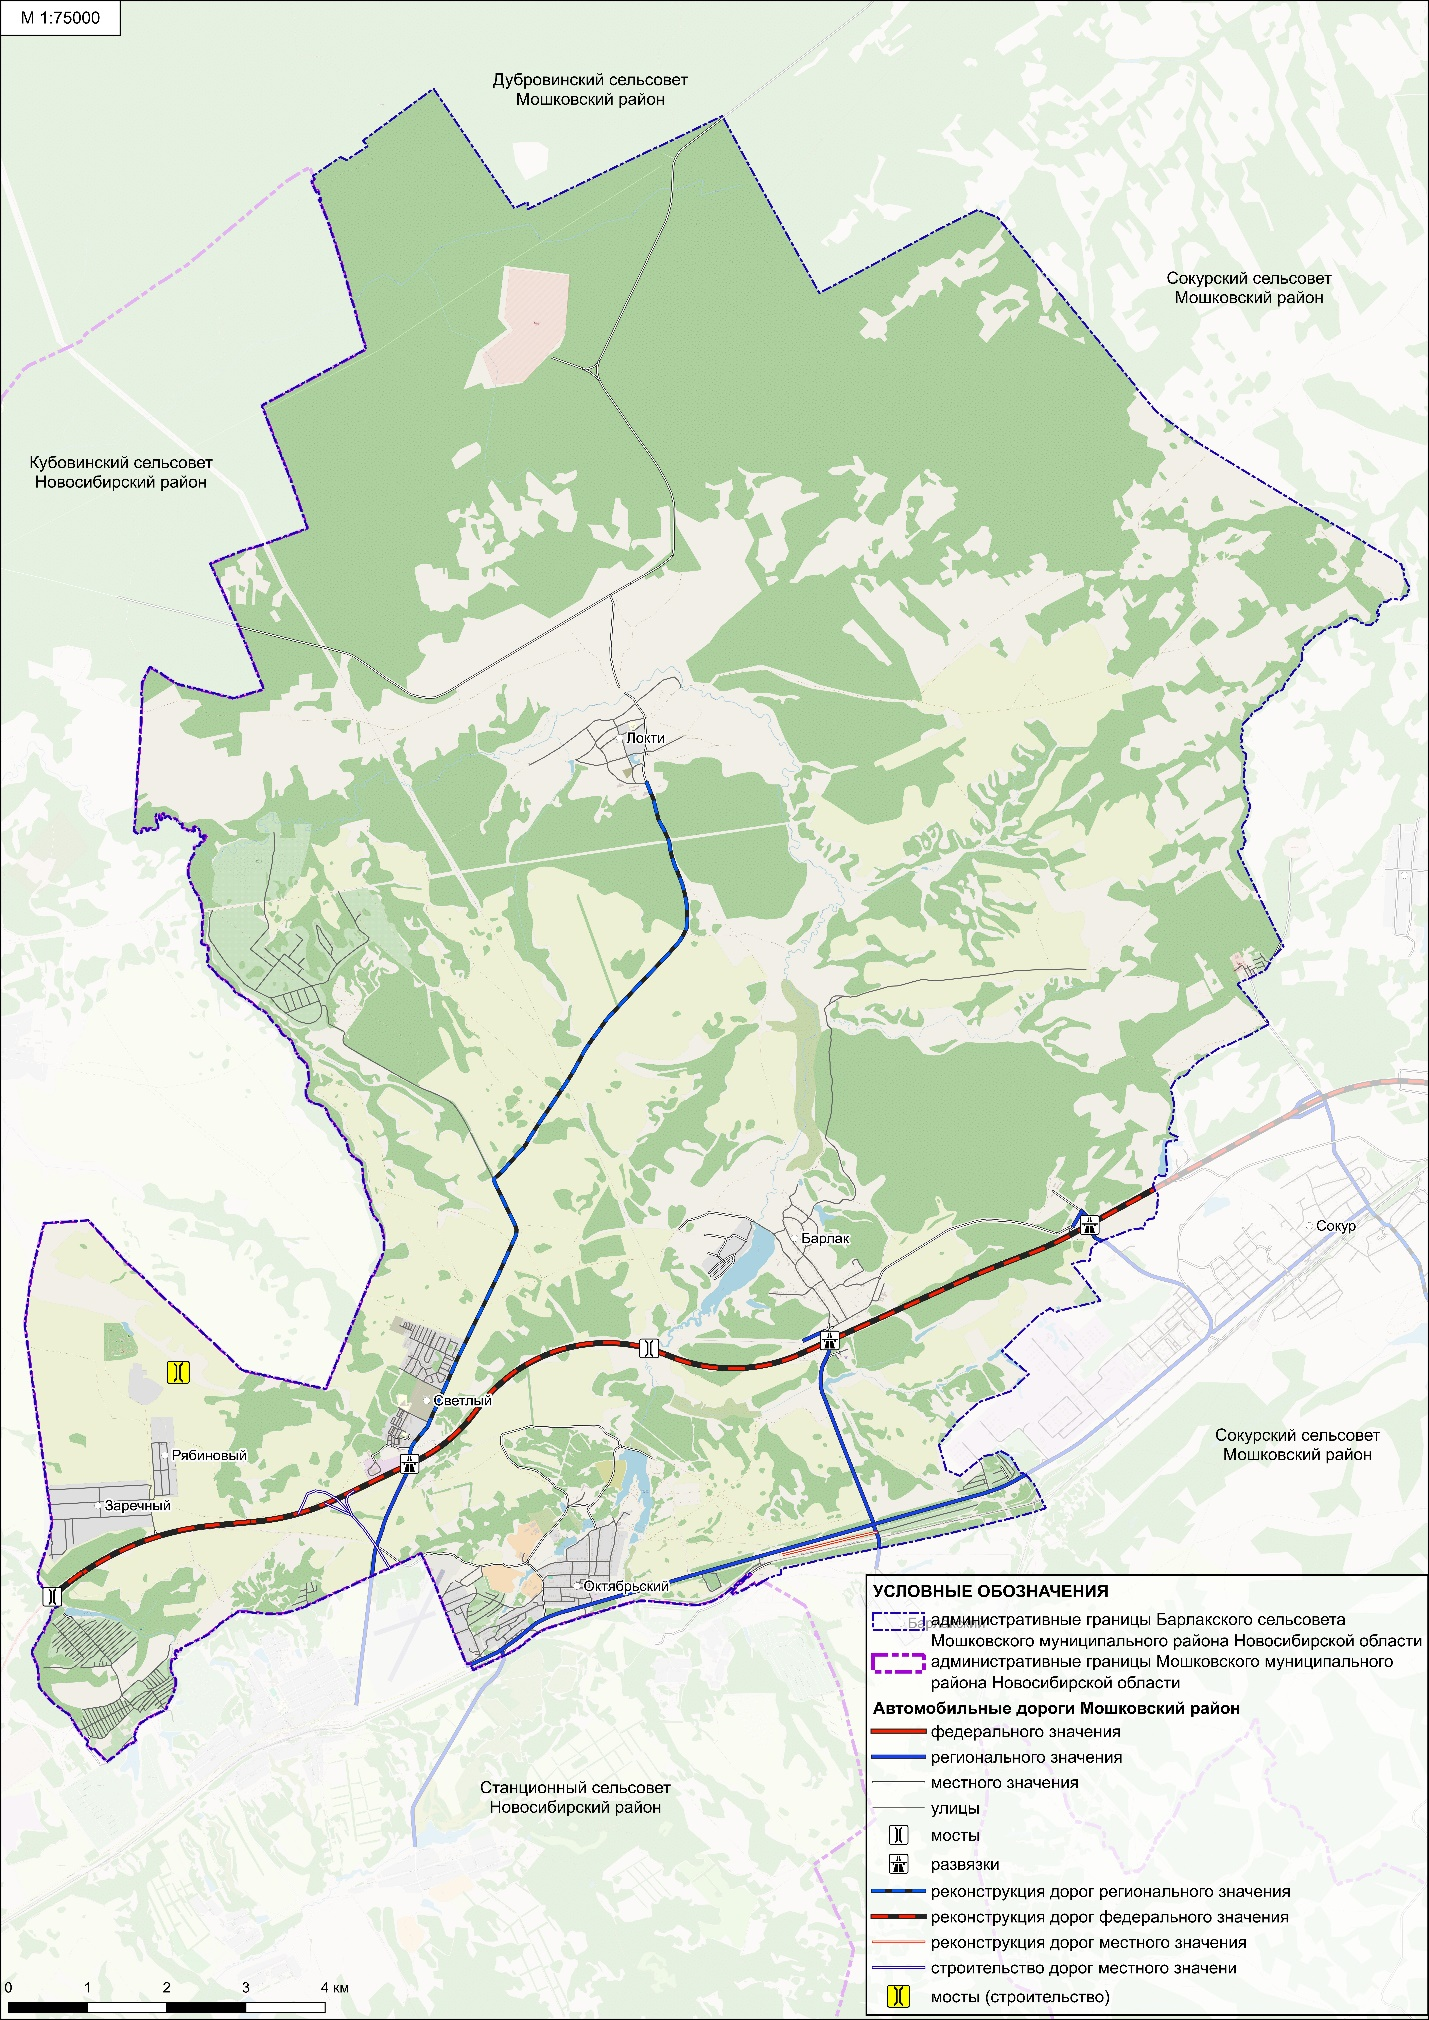 М 1:75000
Дубровинский сельсовет
Мошковский район
Сокурский сельсовет
Мошковский район
Кубовинский сельсовет
Новосибирский район
Локти
Барлак
Сокур
Светлый
Рябиновый
Заречный
Сокурский сельсовет
Мошковский район
Октябрьский
Станционный сельсовет
Новосибирский район
УСЛОВНЫЕ ОБОЗНАЧЕНИЯ
административные границы Барлакского сельсовета
Мошковского муниципального района Новосибирской области
административные границы Мошковского муниципального
района Новосибирской области
Автомобильные дороги Мошковский район
федерального значения
регионального значения
местного значения
улицы
мосты
развязки
реконструкция дорог регионального значения
реконструкция дорог федерального значения
реконструкция дорог местного значения
строительство дорог местного значени
мосты (строительство)
0 1 2 3 4 км